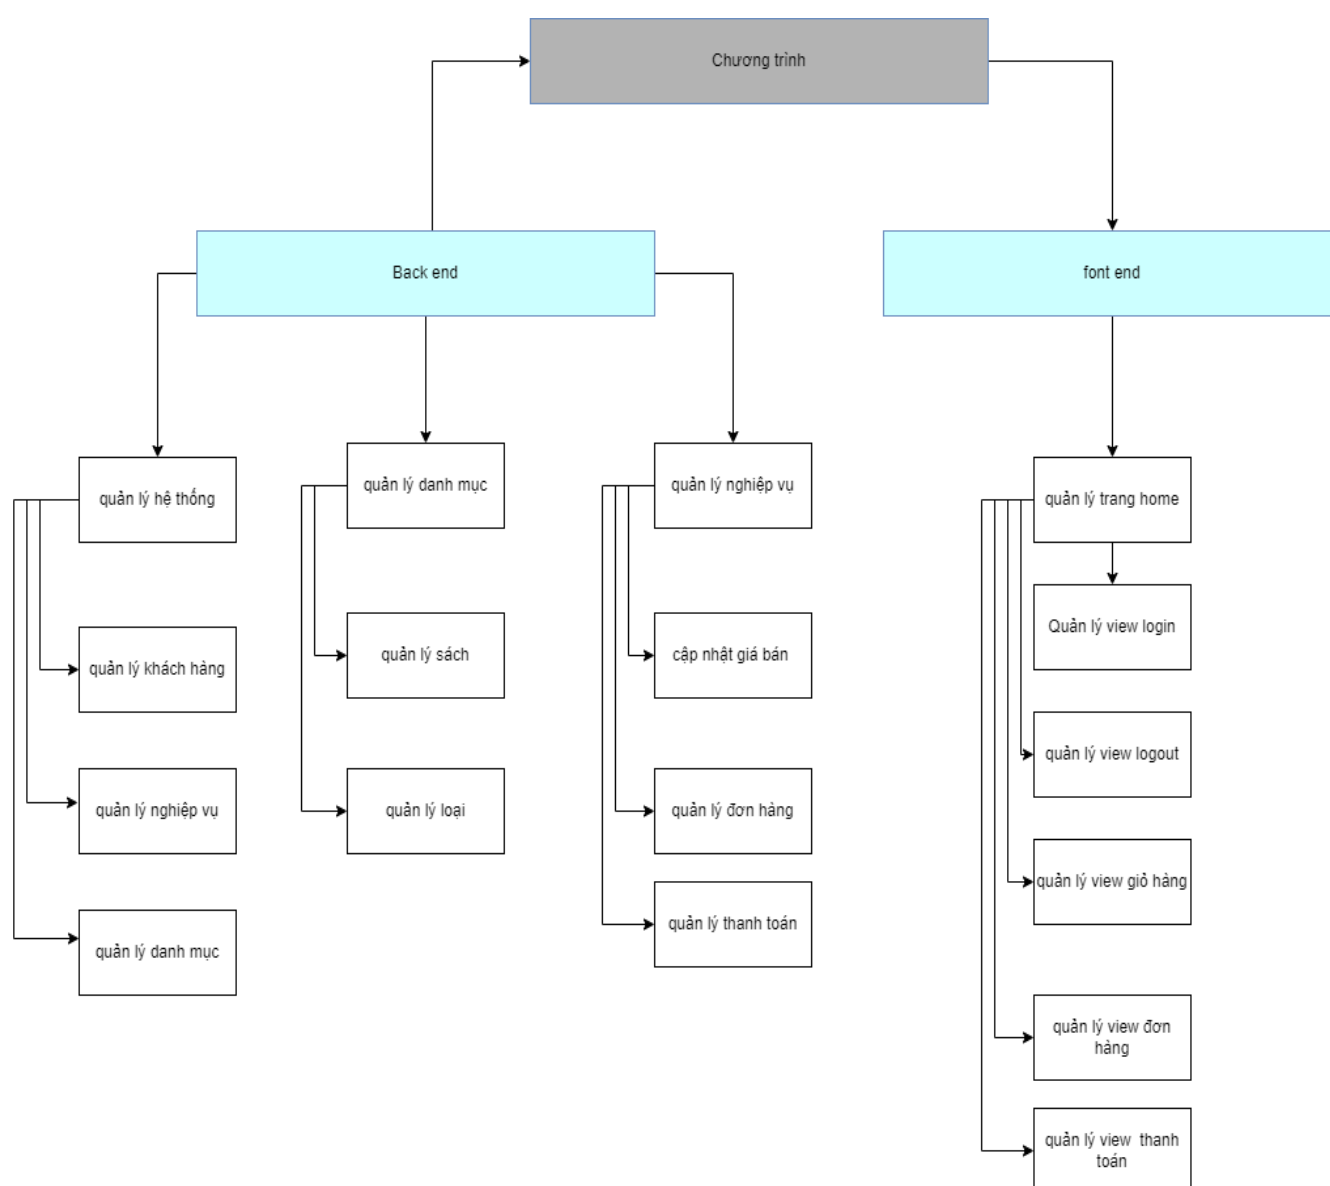 Chương trình
Back end
font end
quản lý hệ thống
quản lý danh mục
quản lý nghiệp vụ
quản lý trang home
quản lý khách hàng
quản lý sách
cập nhật giá bán
Quản lý view login
quản lý view logout
quản lý nghiệp vụ
quản lý loại
quản lý đơn hàng
quản lý view giỏ hàng
quản lý danh mục
quản lý thanh toán
quản lý view đơn
hàng
quản lý view  thanh
toán